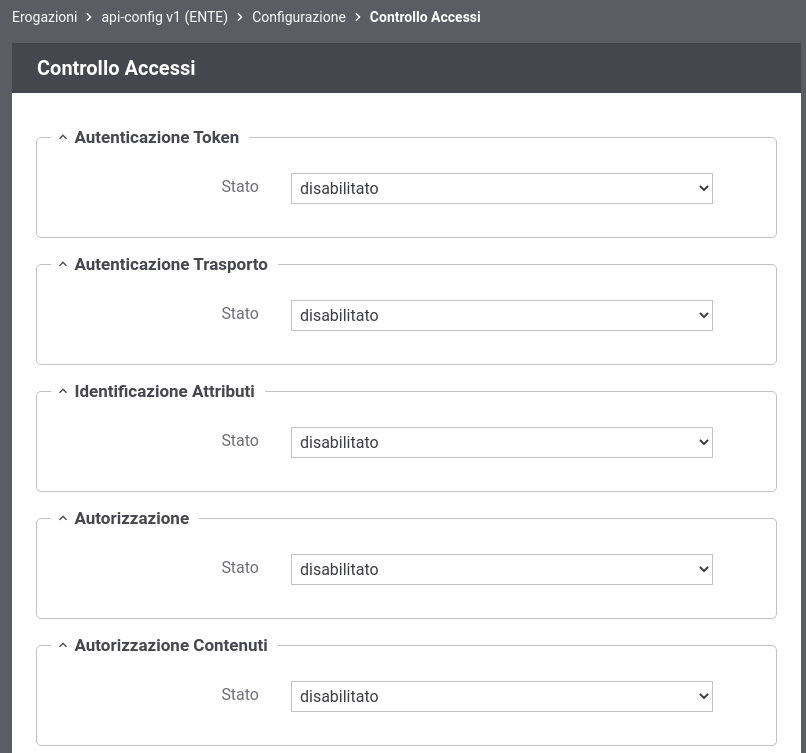 Erogazioni > api-config v1 (ENTE) > Configurazione > Controllo Accessi
Controllo Accessi
Autenticazione Token
Stato disabilitato
Autenticazione Trasporto
Stato disabilitato
Identificazione Attributi
Stato disabilitato
Autorizzazione
Stato disabilitato
Autorizzazione Contenuti
Stato disabilitato